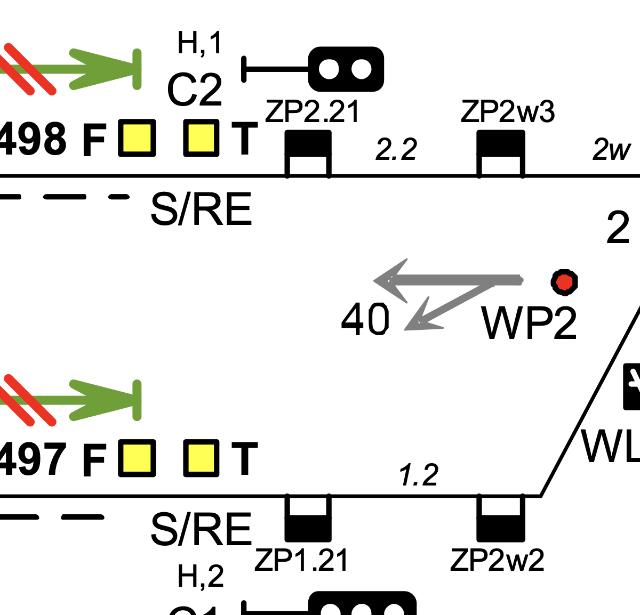 H,1
C2
ZP2.21
ZP2w3
498 F T
2.2
2w
S/RE
2
40
WP2
WL
497 F T
1.2
S/RE
ZP1.21
ZP2w2
H,2